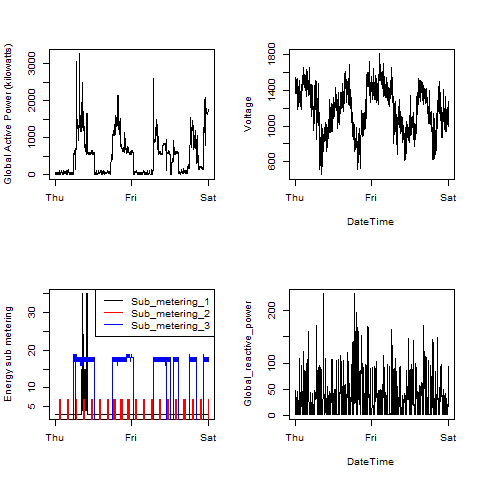 Global Active Power (kilowatts)
0
1000
2000
3000
Thu
Fri
Sat
Voltage
600
1000
1400
1800
Thu
Fri
Sat
DateTime
Energy sub metering
5
10
20
30
Sub_metering_1
Sub_metering_2
Sub_metering_3
Thu
Fri
Sat
Global_reactive_power
0
50
100
200
Thu
Fri
Sat
DateTime